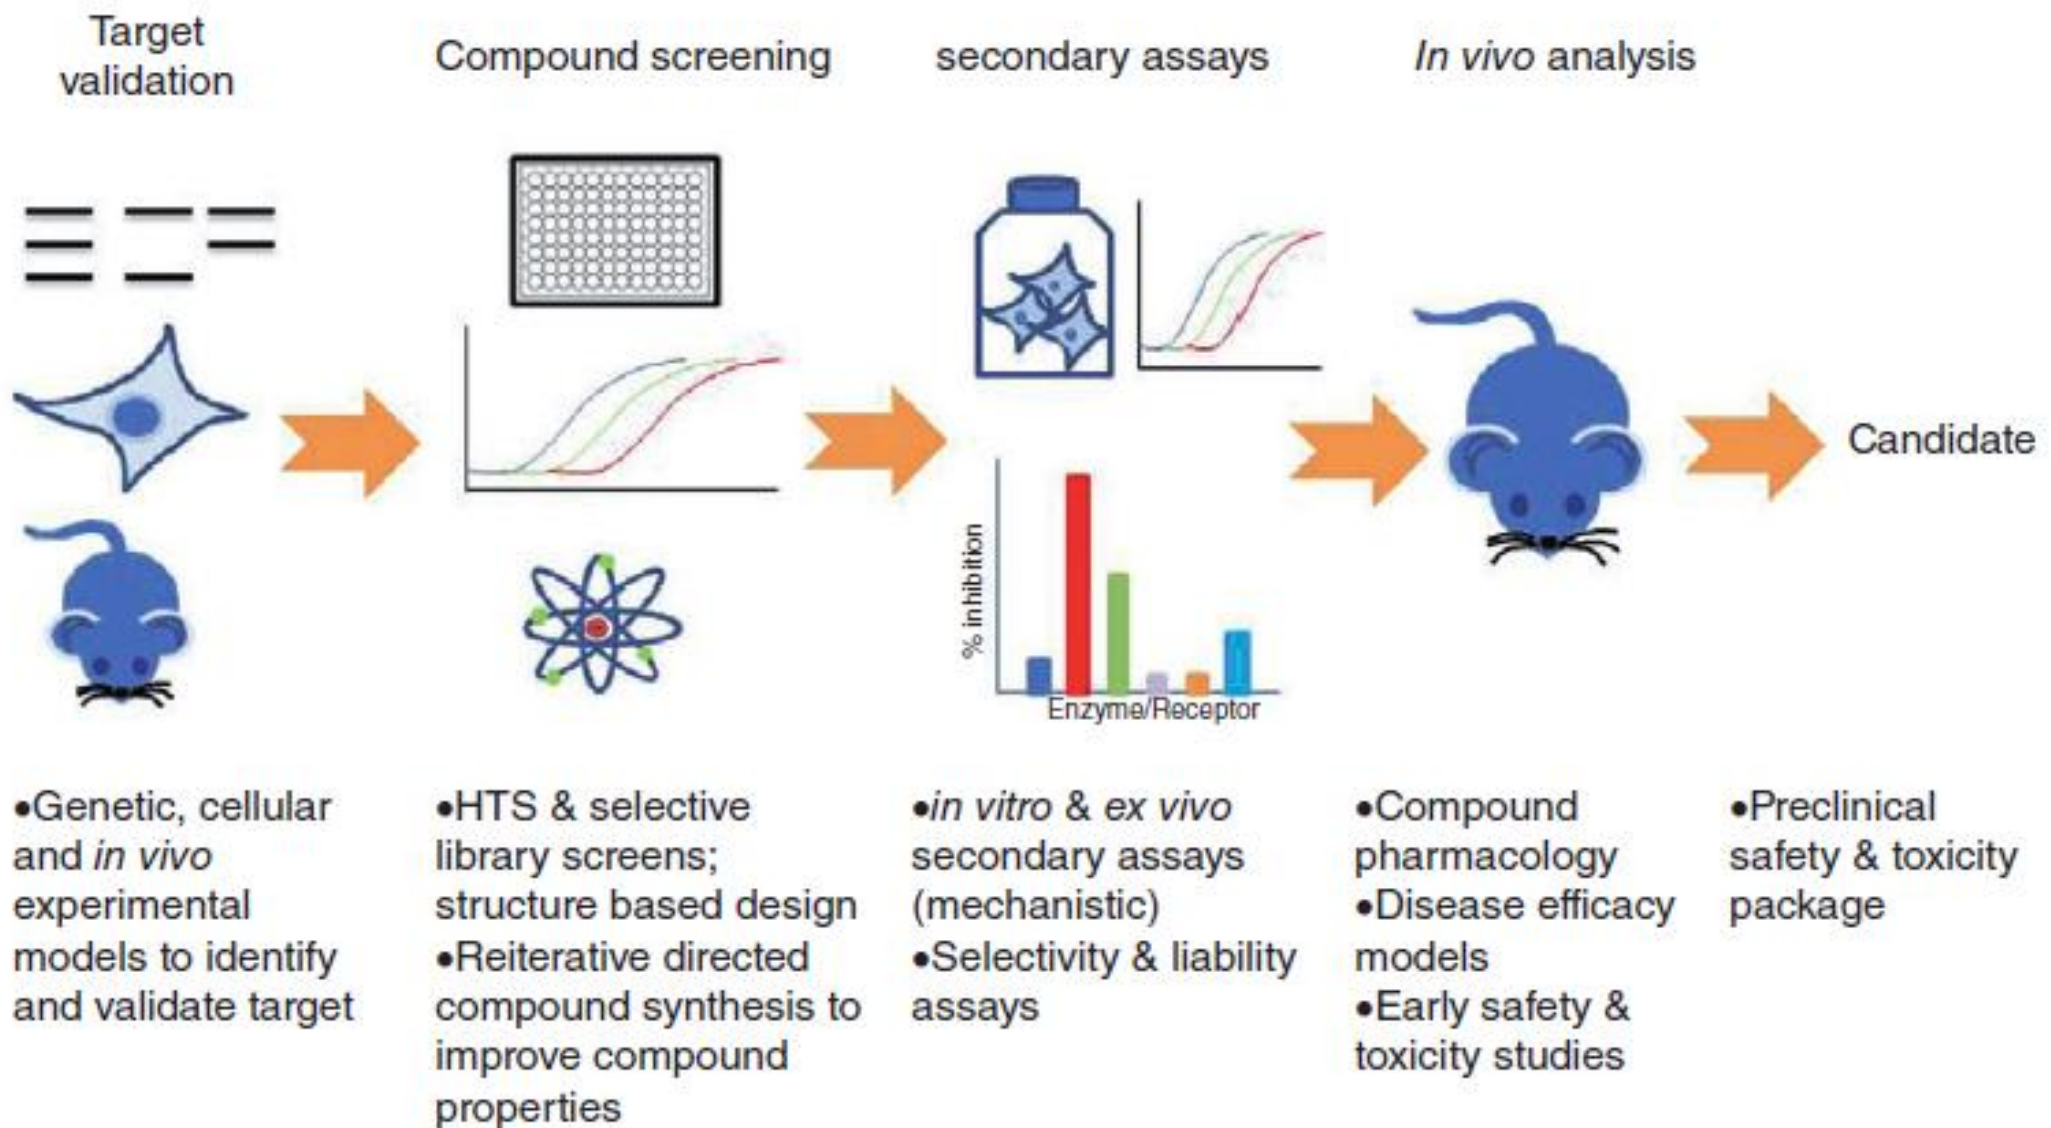 Target
validation
Compound screening
secondary assays
In vivo analysis
Candidate
% inhibition
Enzyme/Receptor
•Genetic, cellular
and in vivo
experimental
models to identify
and validate target
•HTS & selective
library screens;
structure based design
•Reiterative directed
compound synthesis to
improve compound
properties
•in vitro & ex vivo
secondary assays
(mechanistic)
•Selectivity & liability
assays
•Compound
pharmacology
•Disease efficacy
models
•Early safety &
toxicity studies
•Preclinical
safety & toxicity
package